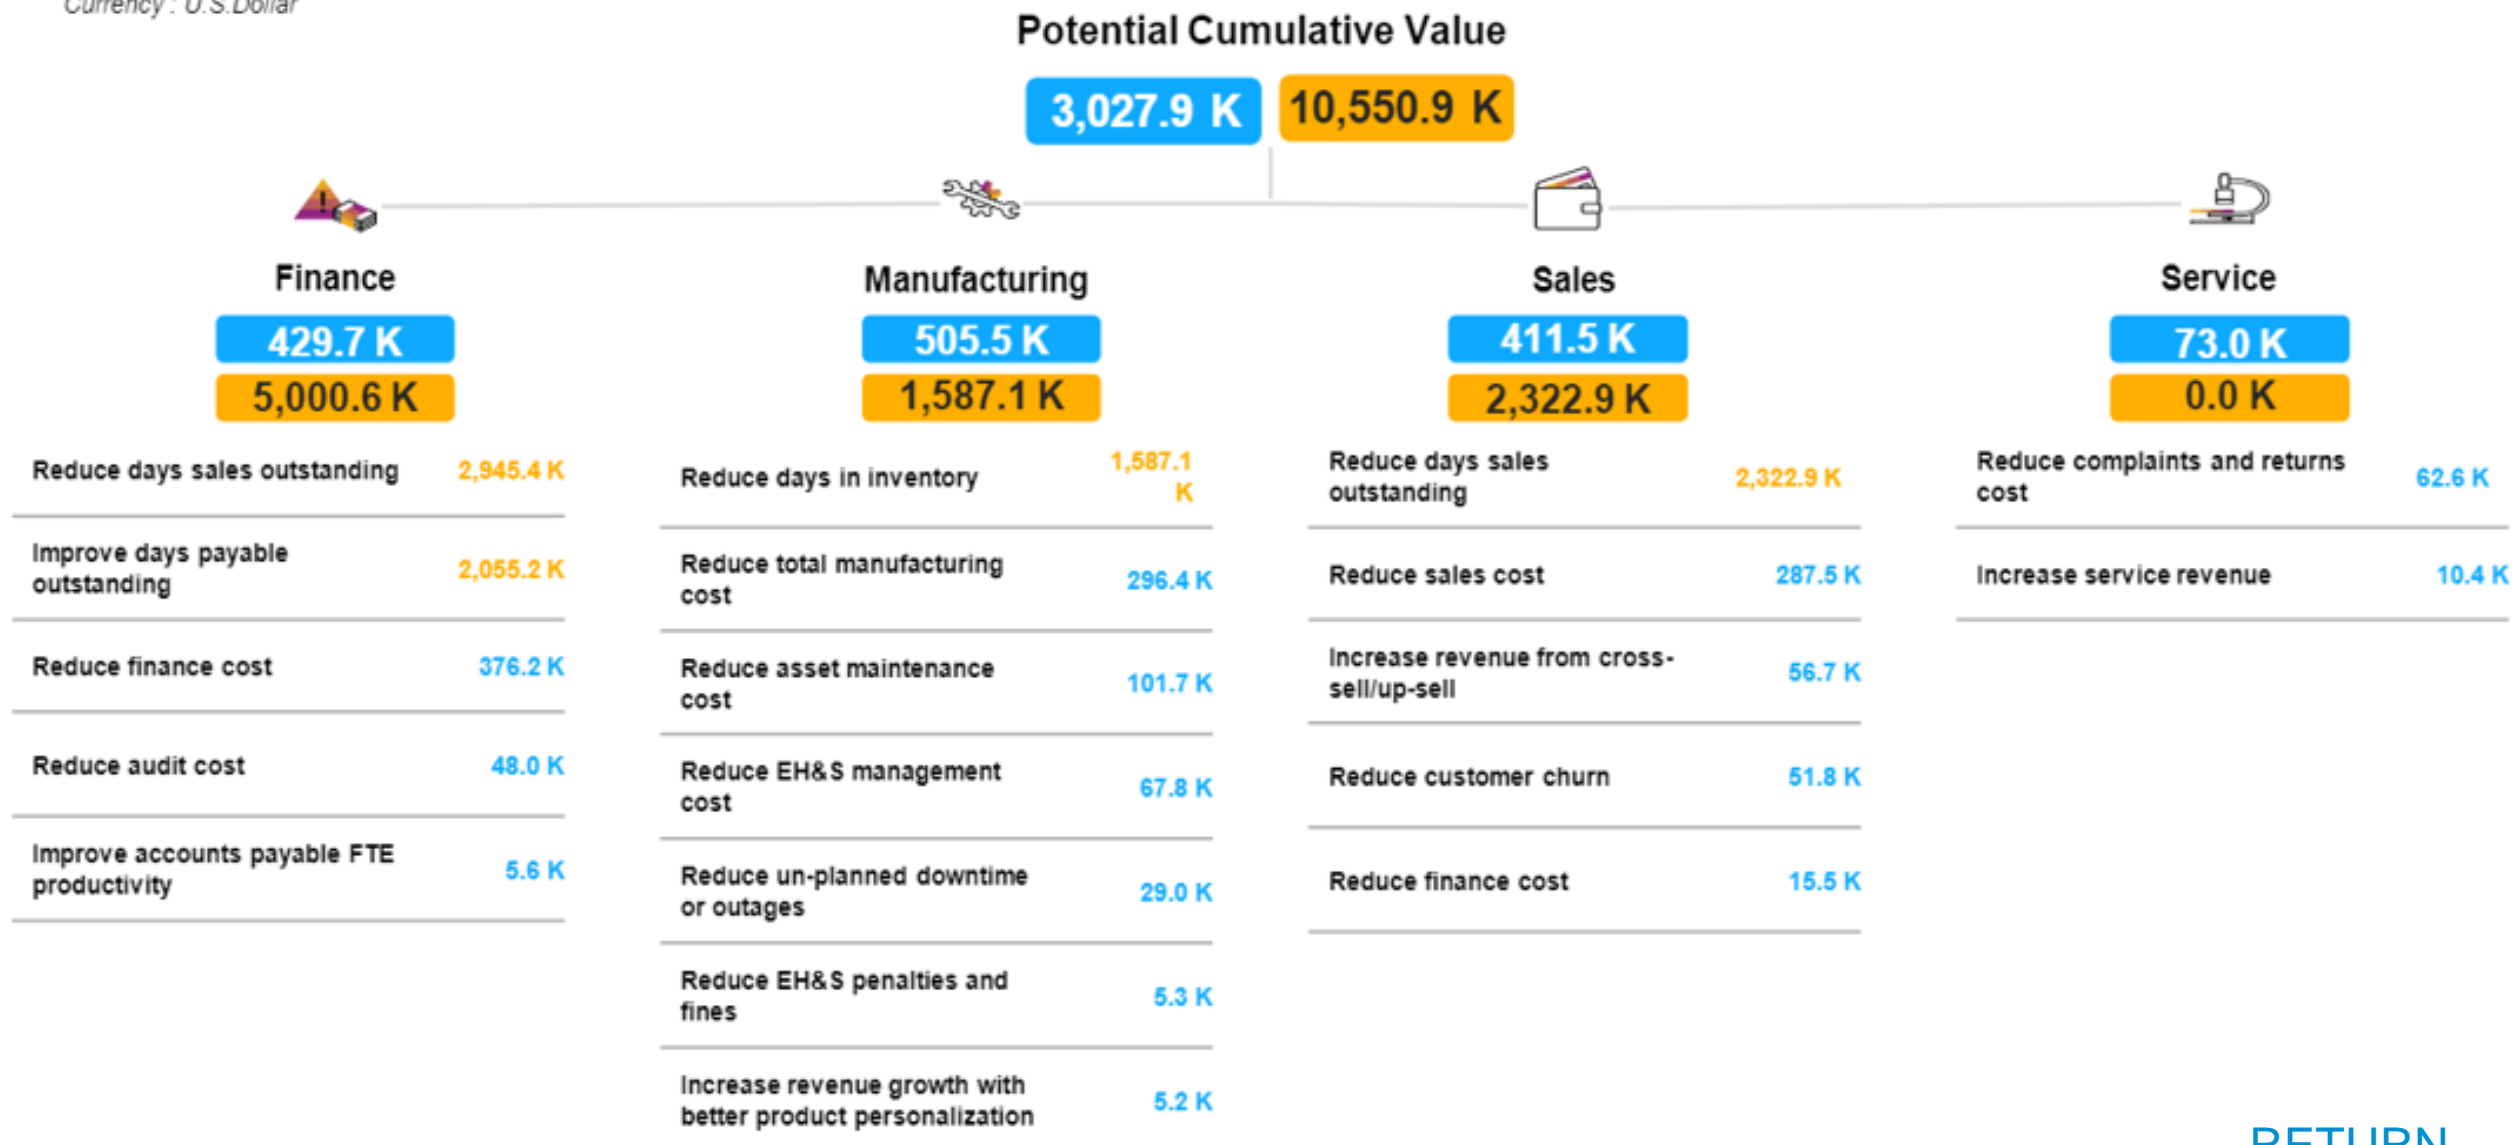 Currency : U.S.Dollar
Potential Cumulative Value
3,027.9 K
10,550.9 K
Finance
429.7 K
5,000.6 K
Reduce days sales outstanding
2,945.4 K
Improve days payable
outstanding
2,055.2 K
Reduce finance cost
376.2 K
Reduce audit cost
48.0 K
Improve accounts payable FTE
productivity
5.6 K
Manufacturing
505.5 K
1,587.1 K
Reduce days in inventory
1,587.1
K
Reduce total manufacturing
cost
296.4 K
Reduce asset maintenance
cost
101.7 K
Reduce EH&S management
cost
67.8 K
Reduce un-planned downtime
or outages
29.0 K
Reduce EH&S penalties and
fines
5.3 K
Increase revenue growth with
better product personalization
5.2 K
Sales
411.5 K
2,322.9 K
Reduce days sales
outstanding
2,322.9 K
Reduce sales cost
287.5 K
Increase revenue from cross-
sell/up-sell
56.7 K
Reduce customer churn
51.8 K
Reduce finance cost
15.5 K
Service
73.0 K
0.0 K
Reduce complaints and returns
cost
62.6 K
Increase service revenue
10.4 K
RETURN